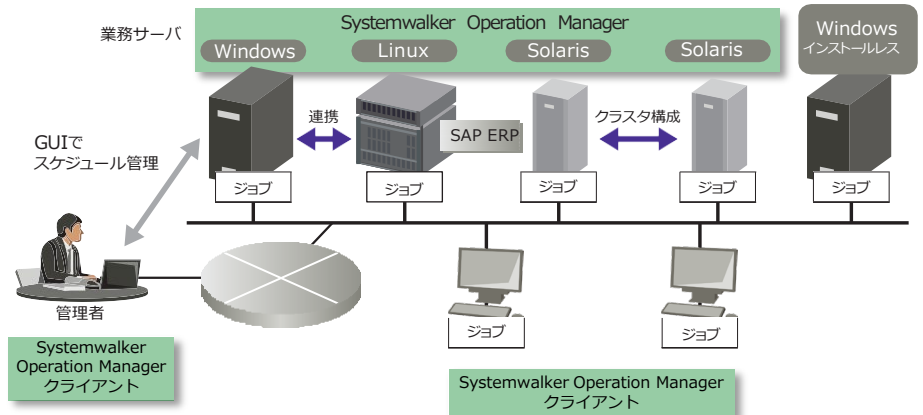 業務サーバ
Systemwalker Operation Manager
Windows
Linux
Solaris
Solaris
Windows
インストールレス
連携
SAP ERP
クラスタ構成
GUIで
スケジュール管理
ジョブ
ジョブ
ジョブ
ジョブ
ジョブ
管理者
ジョブ
ジョブ
Systemwalker
Operation Manager
クライアント
Systemwalker Operation Manager
クライアント